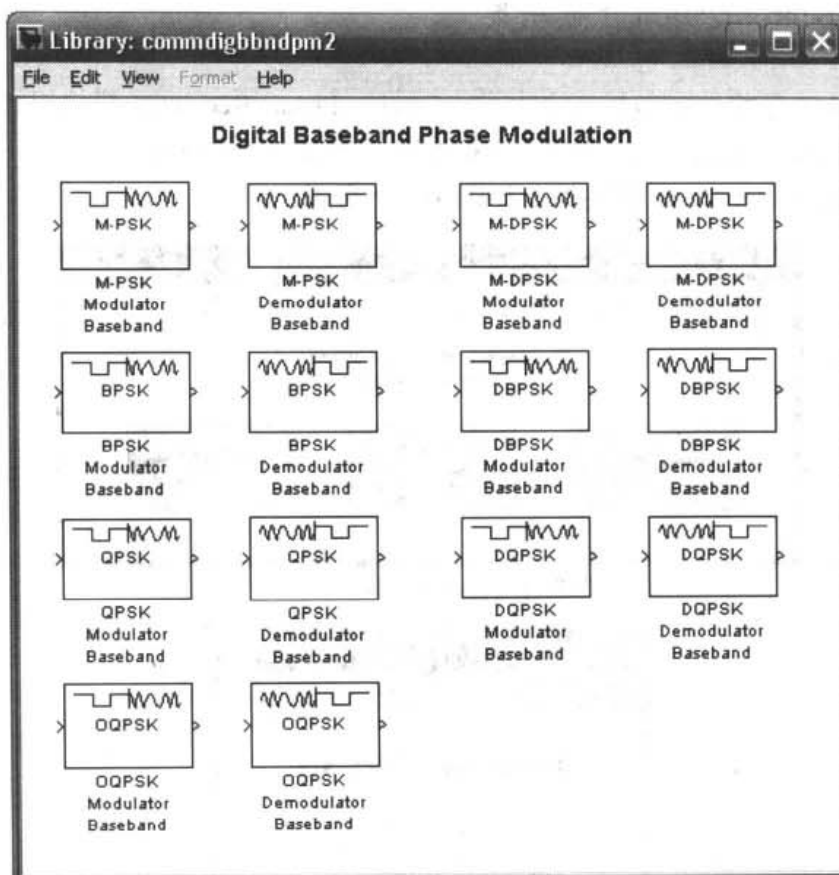 Library: commdigbbndpm2
File Edit View Format Help
Digital Baseband Phase Modulation
M-PSK
M-PSK
Modulator
Baseband
M-PSK
M-PSK
Demodulator
Baseband
M-DPSK
M-DPSK
Modulator
Baseband
M-DPSK
M-DPSK
Demodulator
Baseband
BPSK
BPSK
Modulator
Baseband
BPSK
BPSK
Demodulator
Baseband
DBPSK
DBPSK
Modulator
Baseband
DBPSK
DBPSK
Demodulator
Baseband
QPSK
QPSK
Modulator
Baseband
QPSK
QPSK
Demodulator
Baseband
DQPSK
DQPSK
Modulator
Baseband
DQPSK
DQPSK
Demodulator
Baseband
OQPSK
OQPSK
Modulator
Baseband
OQPSK
OQPSK
Demodulator
Baseband